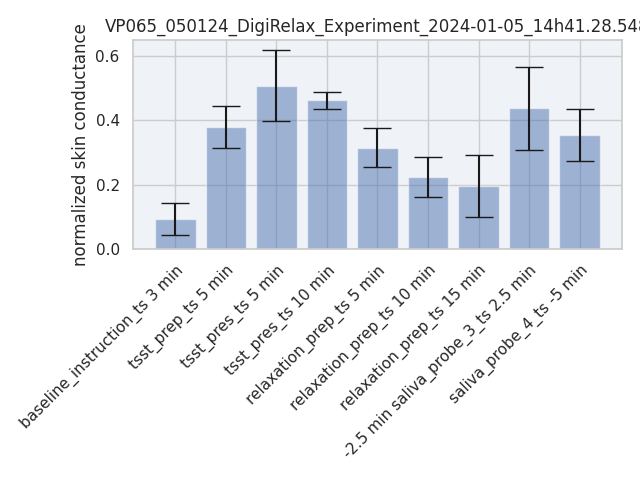 VP065_050124_DigiRelax_Experiment_2024-01-05_14h41.28.548
normalized skin conductance
0.6
0.4
0.2
0.0
baseline_instruction_ts 3 min
tsst_prep_ts 5 min
tsst_pres_ts 5 min
tsst_pres_ts 10 min
relaxation_prep_ts 5 min
relaxation_prep_ts 10 min
relaxation_prep_ts 15 min
-2.5 min saliva_probe_3_ts 2.5 min
saliva_probe_4_ts -5 min